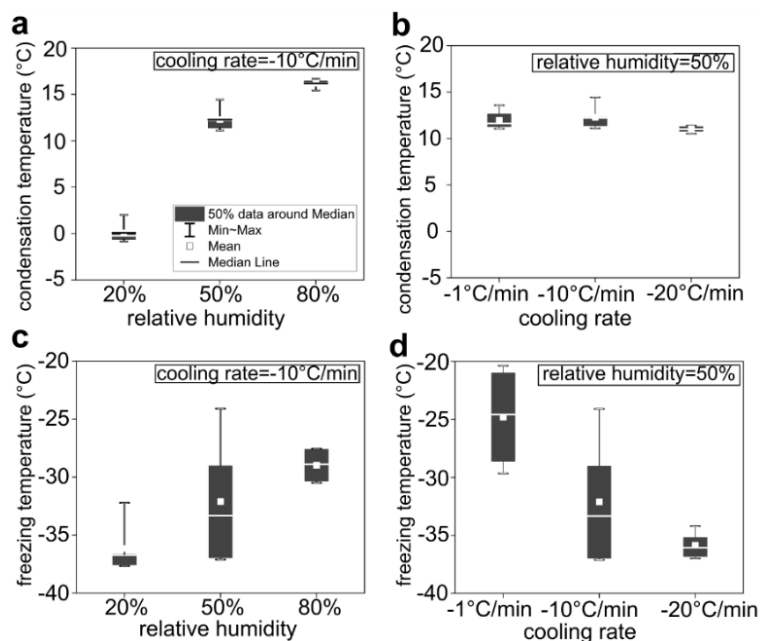 a
cooling rate=-10°C/min
condensation temperature (°C)
20
15
10
5
0
-5
50% data around Median
Min~Max
Mean
Median Line
20%
50%
80%
relative humidity
b
relative humidity=50%
condensation temperature (°C)
20
15
10
5
0
-5
-1°C/min
-10°C/min
-20°C/min
cooling rate
c
cooling rate=-10°C/min
freezing temperature (°C)
-20
-25
-30
-35
-40
20%
50%
80%
relative humidity
d
relative humidity=50%
freezing temperature (°C)
-20
-25
-30
-35
-40
-1°C/min
-10°C/min
-20°C/min
cooling rate